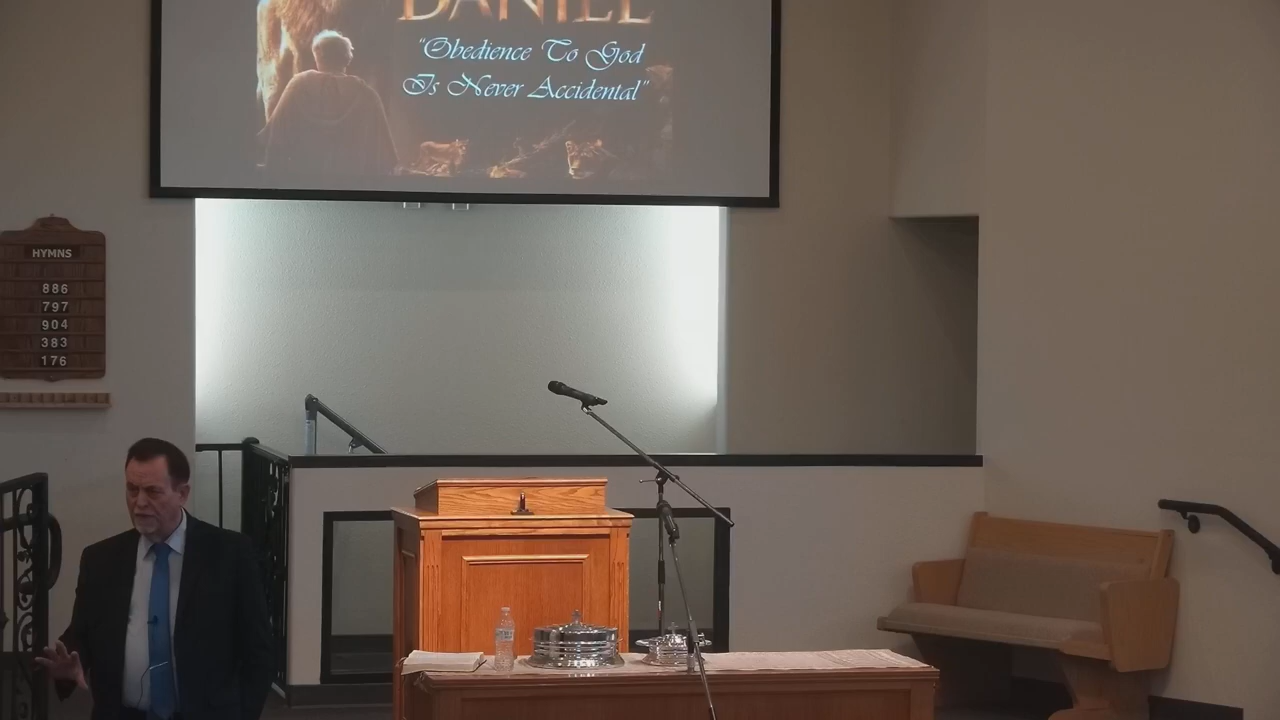 DANIEL
"Obedience To God
Is Never Accidental"
HYMNS
886
797
904
383
176